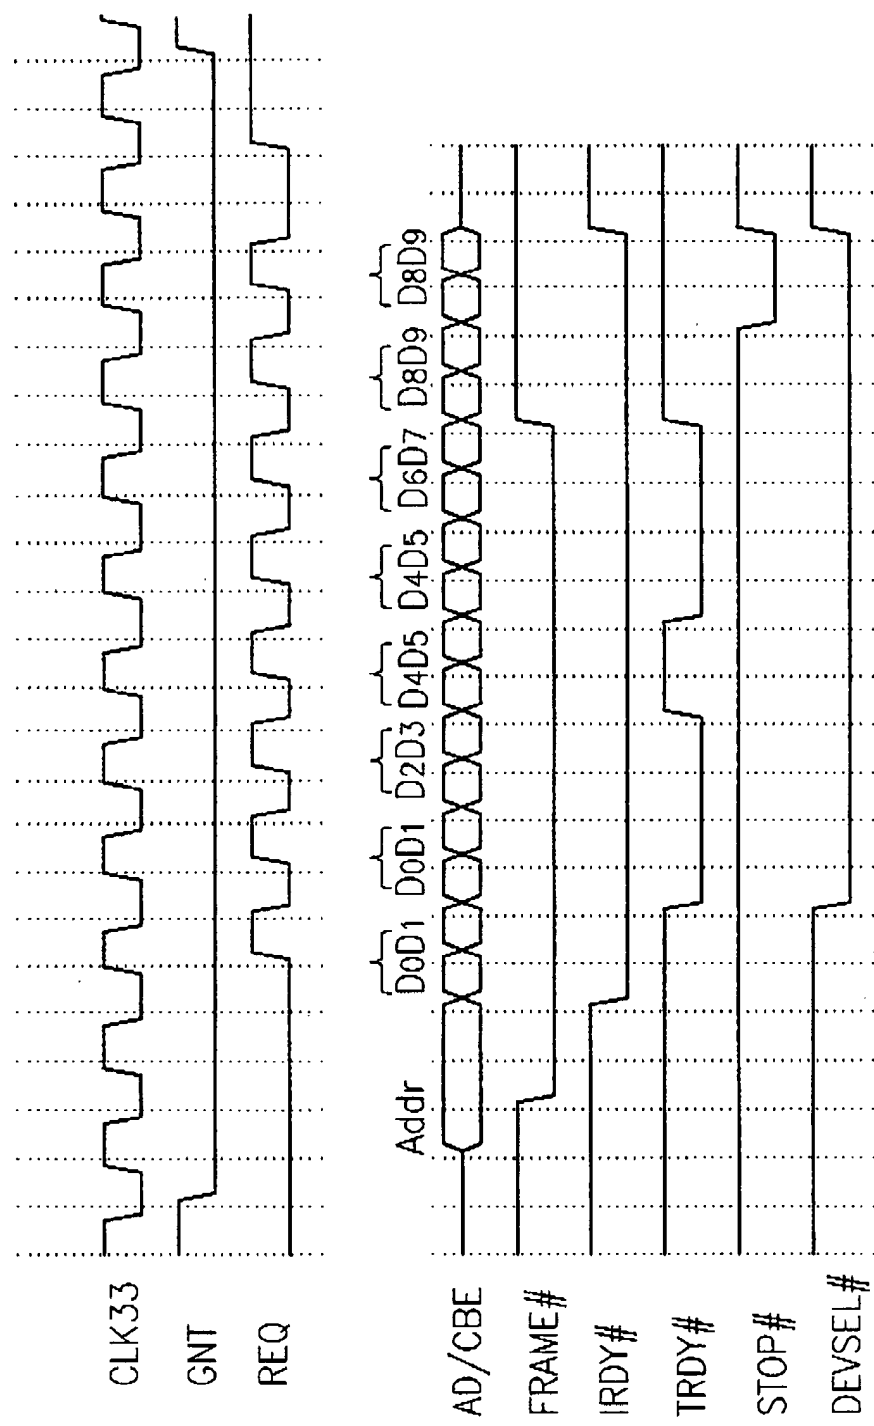 CLK33
GNT
REQ
Addr D0D1 D0D1 D2D3 D4D5 D4D5 D6D7 D8D9 D8D9
AD/CBE
FRAME#
IRDY#
TRDY#
STOP#
DEVSEL#